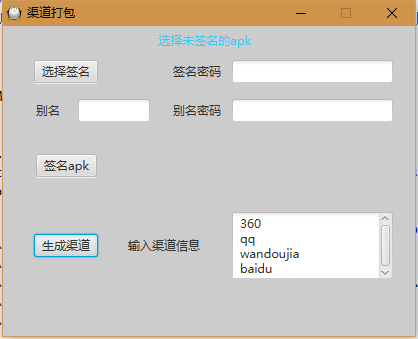 渠道打包
选择未签名的apk
选择签名 签名密码
别名 别名密码
签名apk
生成渠道 输入渠道信息
360
qq
wandoujia
baidu